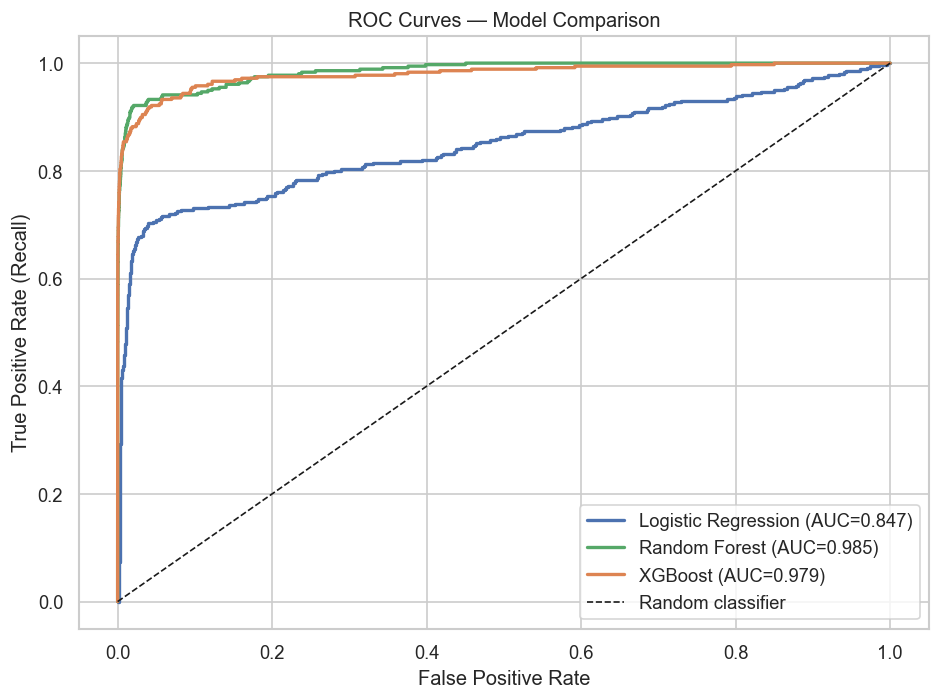 ROC Curves — Model Comparison
True Positive Rate (Recall)
1.0
0.8
0.6
0.4
0.2
0.0
0.0 0.2 0.4 0.6 0.8 1.0
False Positive Rate
Logistic Regression (AUC=0.847)
Random Forest (AUC=0.985)
XGBoost (AUC=0.979)
Random classifier